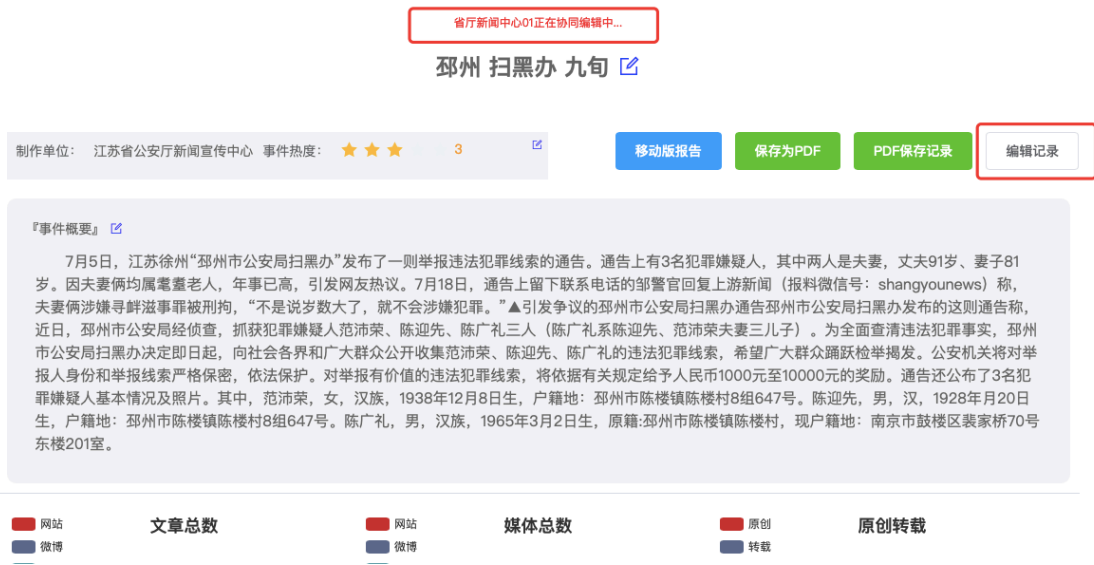 省厅新闻中心01正在协同编辑中...
邳州 扫黑办 九旬
制作单位： 江苏省公安厅新闻宣传中心 事件热度： 3
移动版报告 保存为PDF PDF保存记录 编辑记录
『事件概要』
7月5日，江苏徐州“邳州市公安局扫黑办”发布了一则举报违法犯罪线索的通告。通告上有3名犯罪嫌疑人，其中两人是夫妻，丈夫91岁、妻子81
岁。因夫妻俩均属耄耋老人，年事已高，引发网友热议。7月18日，通告上留下联系电话的邹警官回复上游新闻（报料微信号：shangyounews）称，
夫妻俩涉嫌寻衅滋事罪被刑拘，“不是说岁数大了，就不会涉嫌犯罪。”▲引发争议的邳州市公安局扫黑办通告邳州市公安局扫黑办发布的这则通告称，
近日，邳州市公安局经侦查，抓获犯罪嫌疑人范沛荣、陈迎先、陈广礼三人（陈广礼系陈迎先、范沛荣夫妻三儿子）。为全面查清违法犯罪事实，邳州
市公安局扫黑办决定即日起，向社会各界和广大群众公开收集范沛荣、陈迎先、陈广礼的违法犯罪线索，希望广大群众踊跃检举揭发。公安机关将对举
报人身份和举报线索严格保密，依法保护。对举报有价值的违法犯罪线索，将依据有关规定给予人民币1000元至10000元的奖励。通告还公布了3名犯
罪嫌疑人基本情况及照片。其中，范沛荣，女，汉族，1938年12月8日生，户籍地：邳州市陈楼镇陈楼村8组647号。陈迎先，男，汉，1928年月20日
生，户籍地：邳州市陈楼镇陈楼村8组647号。陈广礼，男，汉族，1965年3月2日生，原籍:邳州市陈楼镇陈楼村，现户籍地：南京市鼓楼区裴家桥70号
东楼201室。
网站 文章总数 网站 媒体总数 原创 原创转载
微博 微博 转载